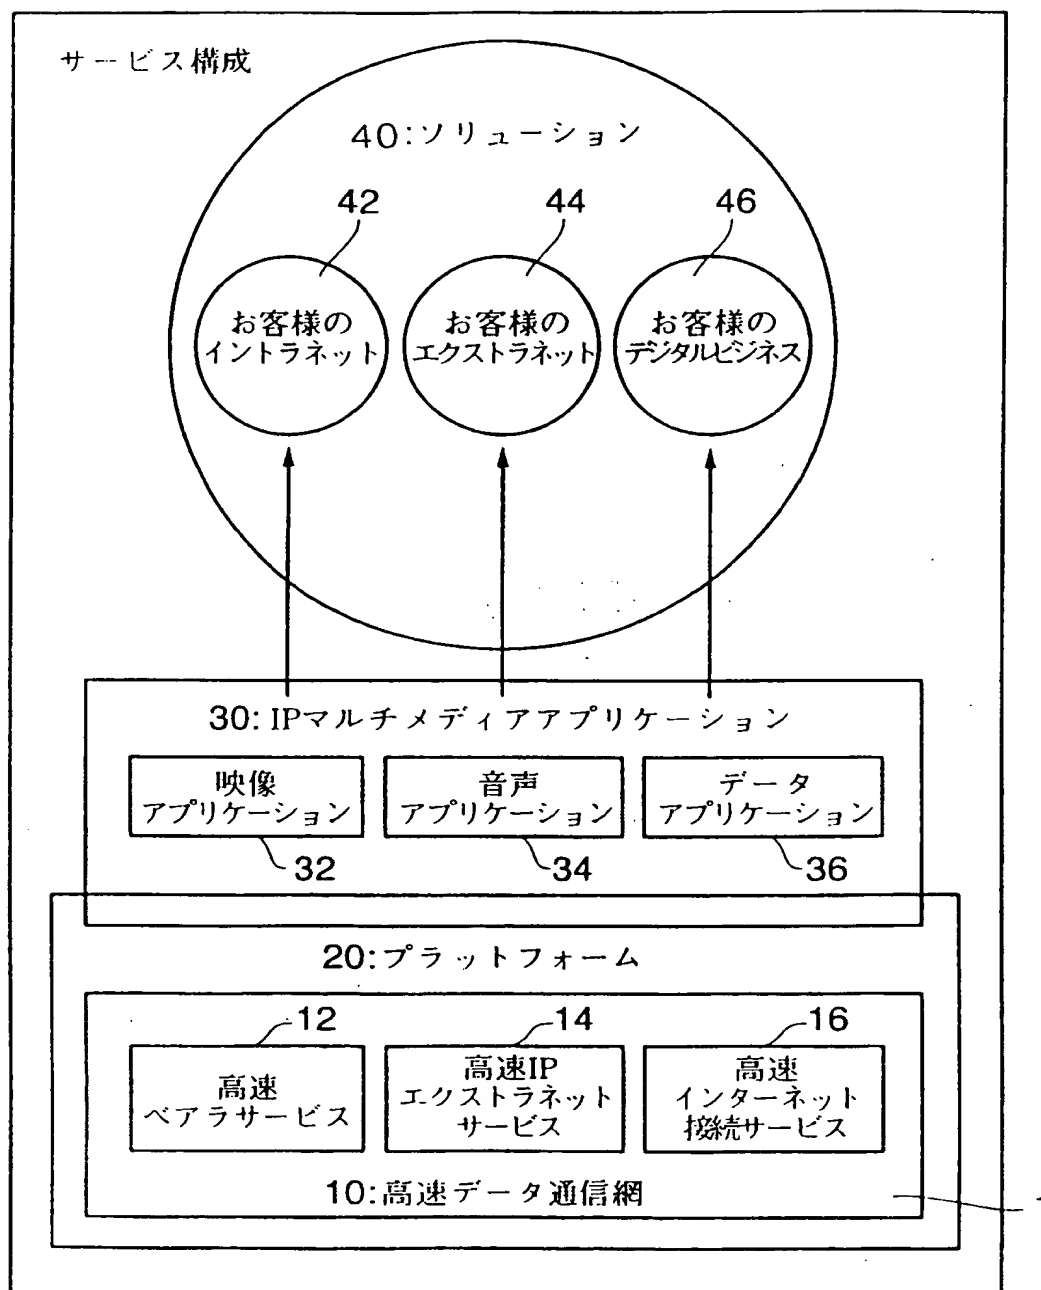 サービス構成
40:ソリューション
42
44
46
お客様の
イントラネット
お客様の
エクストラネット
お客様の
デジタルビジネス
30:IPマルチメディアアプリケーション
映像
アプリケーション
音声
アプリケーション
データ
アプリケーション
32
34
36
20:プラットフォーム
12
14
16
高速
ベアラサービス
高速IP
エクストラネット
サービス
高速
インターネット
接続サービス
10:高速データ通信網